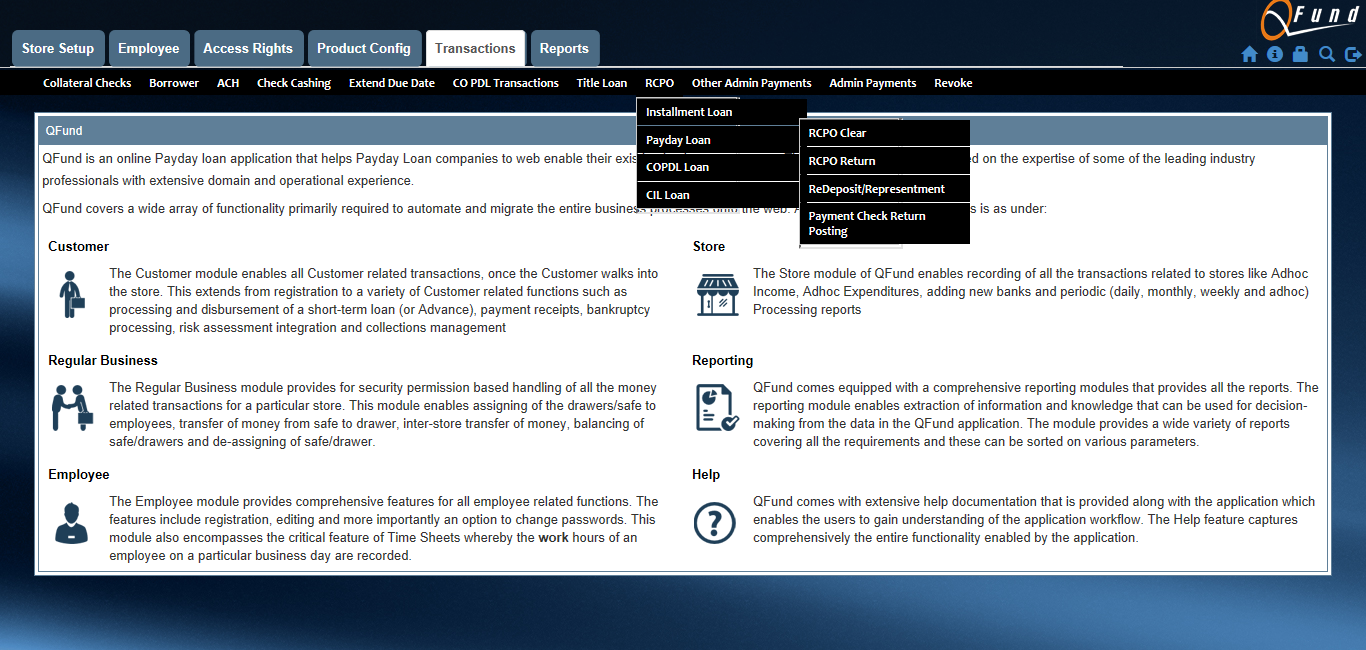 QFund
Store Setup
Employee
Access Rights
Product Config
Transactions
Reports
Collateral Checks
Borrower
ACH
Check Cashing
Extend Due Date
CO PDL Transactions
Title Loan
RCPO
Other Admin Payments
Admin Payments
Revoke
Installment Loan
Payday Loan
COPDL Loan
CIL Loan
RCPO Clear
RCPO Return
ReDeposit/Representment
Payment Check Return
Posting
QFund
QFund is an online Payday loan application that helps Payday Loan companies to web enable their d on the expertise of some of the leading industry
professionals with extensive domain and operational experience.
QFund covers a wide array of functionality primarily required to automate and migrate the entire business processes onto the web. s is as under:
Customer
The Customer module enables all Customer related transactions, once the Customer walks into
the store. This extends from registration to a variety of Customer related functions such as
processing and disbursement of a short-term loan (or Advance), payment receipts, bankruptcy
processing, risk assessment integration and collections management
Store
The Store module of QFund enables recording of all the transactions related to stores like Adhoc
Income, Adhoc Expenditures, adding new banks and periodic (daily, monthly, weekly and adhoc)
Processing reports
Regular Business
The Regular Business module provides for security permission based handling of all the money
related transactions for a particular store. This module enables assigning of the drawers/safe to
employees, transfer of money from safe to drawer, inter-store transfer of money, balancing of
safe/drawers and de-assigning of safe/drawer.
Reporting
QFund comes equipped with a comprehensive reporting modules that provides all the reports. The
reporting module enables extraction of information and knowledge that can be used for decision-
making from the data in the QFund application. The module provides a wide variety of reports
covering all the requirements and these can be sorted on various parameters.
Employee
The Employee module provides comprehensive features for all employee related functions. The
features include registration, editing and more importantly an option to change passwords. This
module also encompasses the critical feature of Time Sheets whereby the work hours of an
employee on a particular business day are recorded.
Help
QFund comes with extensive help documentation that is provided along with the application which
enables the users to gain understanding of the application workflow. The Help feature captures
comprehensively the entire functionality enabled by the application.